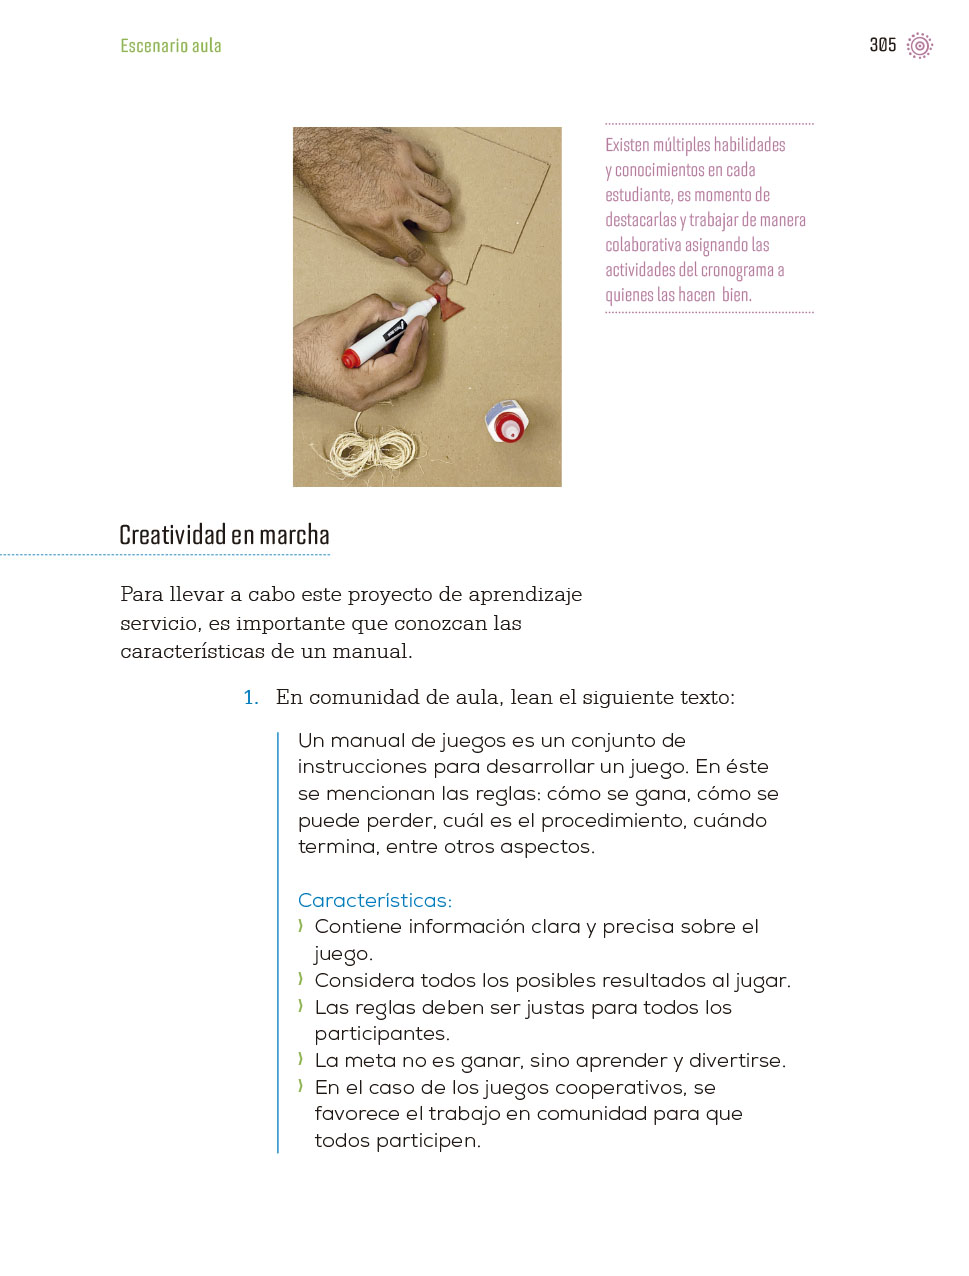 Escenario aula
305
Existen múltiples habilidades
y conocimientos en cada
estudiante, es momento de
destacarlas y trabajar de manera
colaborativa asignando las
actividades del cronograma a
quienes las hacen bien.
Creatividad en marcha
Para llevar a cabo este proyecto de aprendizaje
servicio, es importante que conozcan las
características de un manual.
1. En comunidad de aula, lean el siguiente texto:
Un manual de juegos es un conjunto de
instrucciones para desarrollar un juego. En éste
se mencionan las reglas: cómo se gana, cómo se
puede perder, cuál es el procedimiento, cuándo
termina, entre otros aspectos.
Características:
⟩ Contiene información clara y precisa sobre el
juego.
⟩ Considera todos los posibles resultados al jugar.
⟩ Las reglas deben ser justas para todos los
participantes.
⟩ La meta no es ganar, sino aprender y divertirse.
⟩ En el caso de los juegos cooperativos, se
favorece el trabajo en comunidad para que
todos participen.